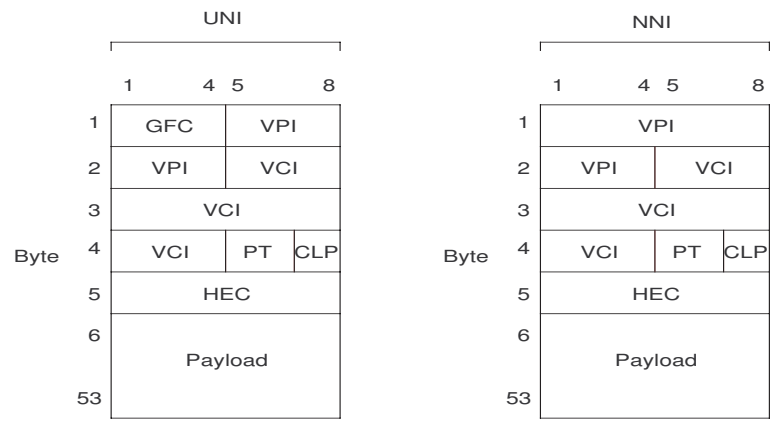 UNI NNI
1 4 5 8 1 4 5 8
1 GFC VPI 1 VPI
2 VPI VCI 2 VPI VCI
3 VCI 3 VCI
Byte 4 VCI PT CLP Byte 4 VCI PT CLP
5 HEC 5 HEC
6 6
Payload Payload
53 53